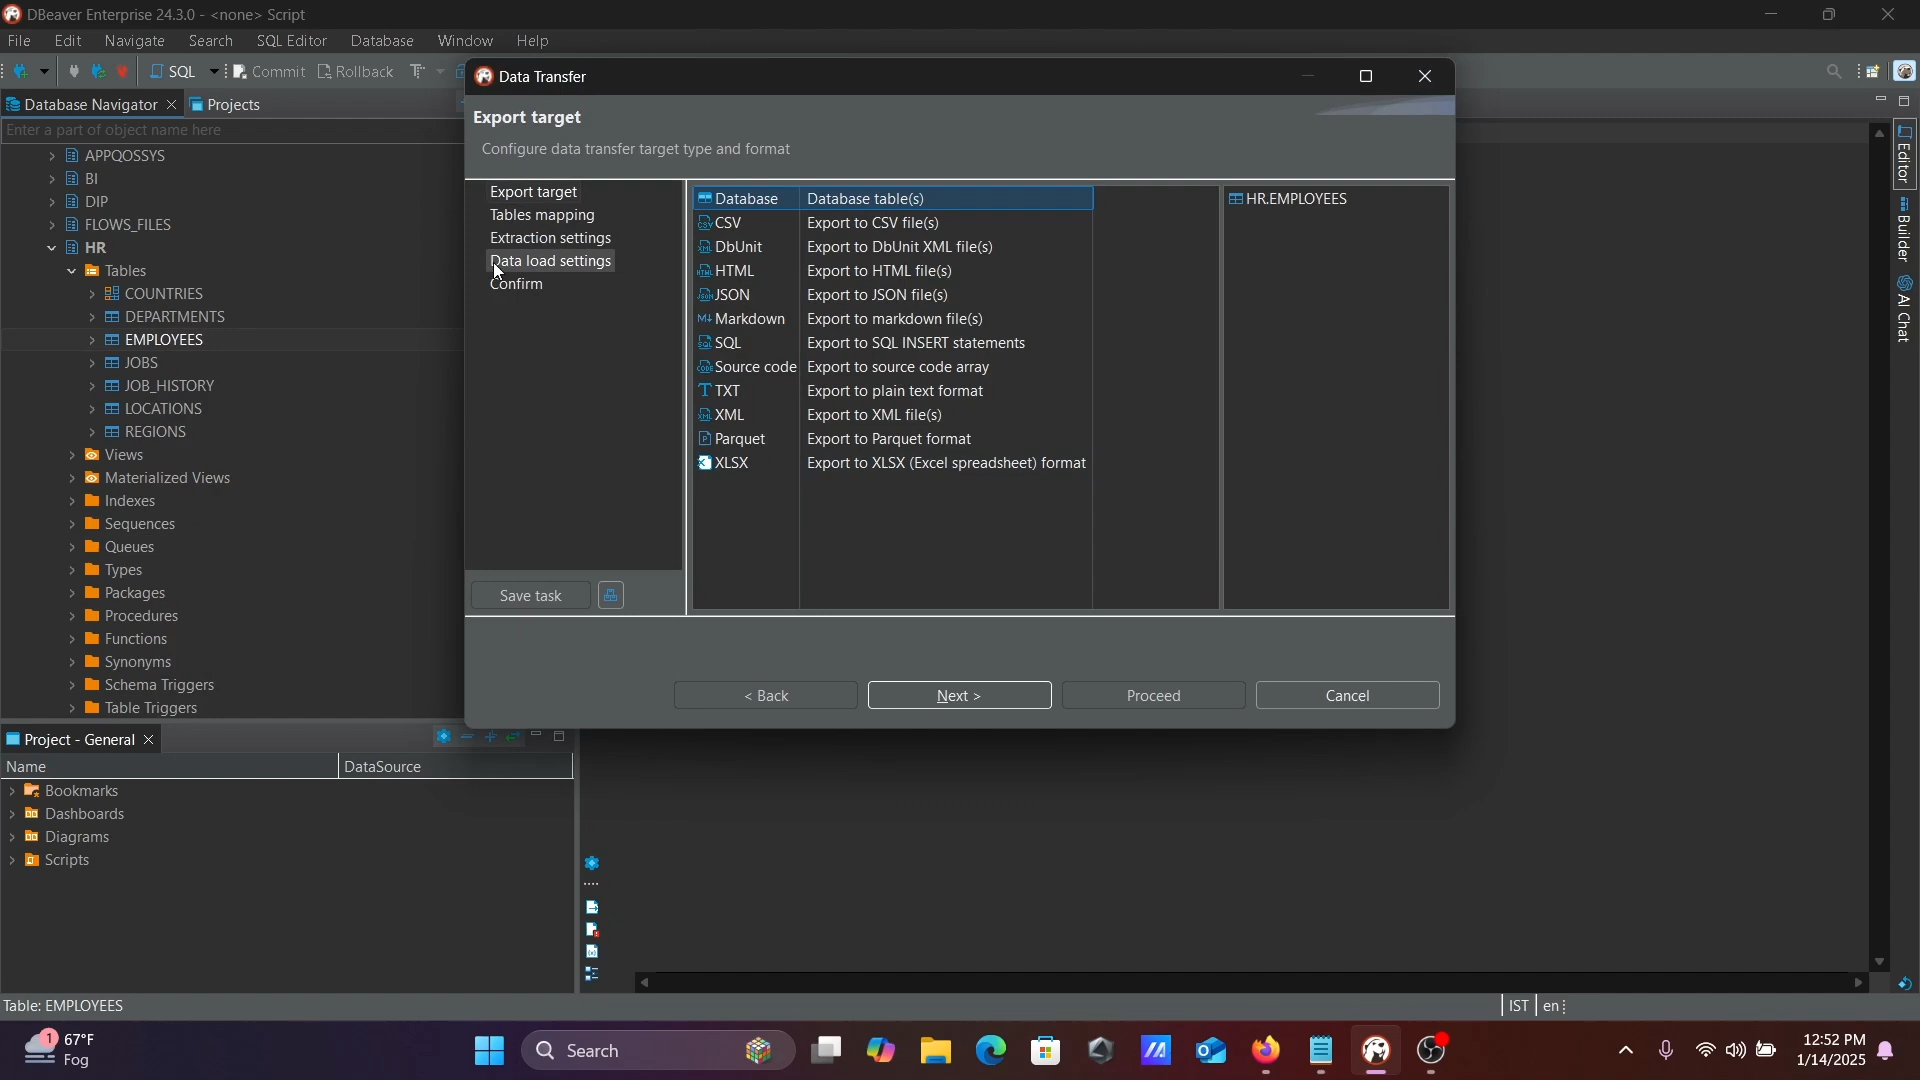 DBeaver Enterprise 24.3.0 - <none> Script
File Edit Navigate Search SQL Editor Database Window Help
SQL Commit Rollback
Database Navigator Projects
Enter a part of object name here
APPQOSSYS
BI
DIP
FLOWS_FILES
HR
Tables
COUNTRIES
DEPARTMENTS
EMPLOYEES
JOBS
JOB_HISTORY
LOCATIONS
REGIONS
Views
Materialized Views
Indexes
Sequences
Queues
Types
Packages
Procedures
Functions
Synonyms
Schema Triggers
Table Triggers
Data Transfer
Export target
Configure data transfer target type and format
Export target
Tables mapping
Extraction settings
Data load settings
Confirm
Database Database table(s)
CSV Export to CSV file(s)
DbUnit Export to DbUnit XML file(s)
HTML Export to HTML file(s)
JSON Export to JSON file(s)
Markdown Export to markdown file(s)
SQL Export to SQL INSERT statements
Source code Export to source code array
TXT Export to plain text format
XML Export to XML file(s)
Parquet Export to Parquet format
XLSX Export to XLSX (Excel spreadsheet) format
HR.EMPLOYEES
Save task
< Back Next > Proceed Cancel
Editor
Builder
AI Chat
Project - General
Name DataSource
Bookmarks
Dashboards
Diagrams
Scripts
Table: EMPLOYEES
IST en
1
67°F
Fog
Search
12:52 PM
1/14/2025